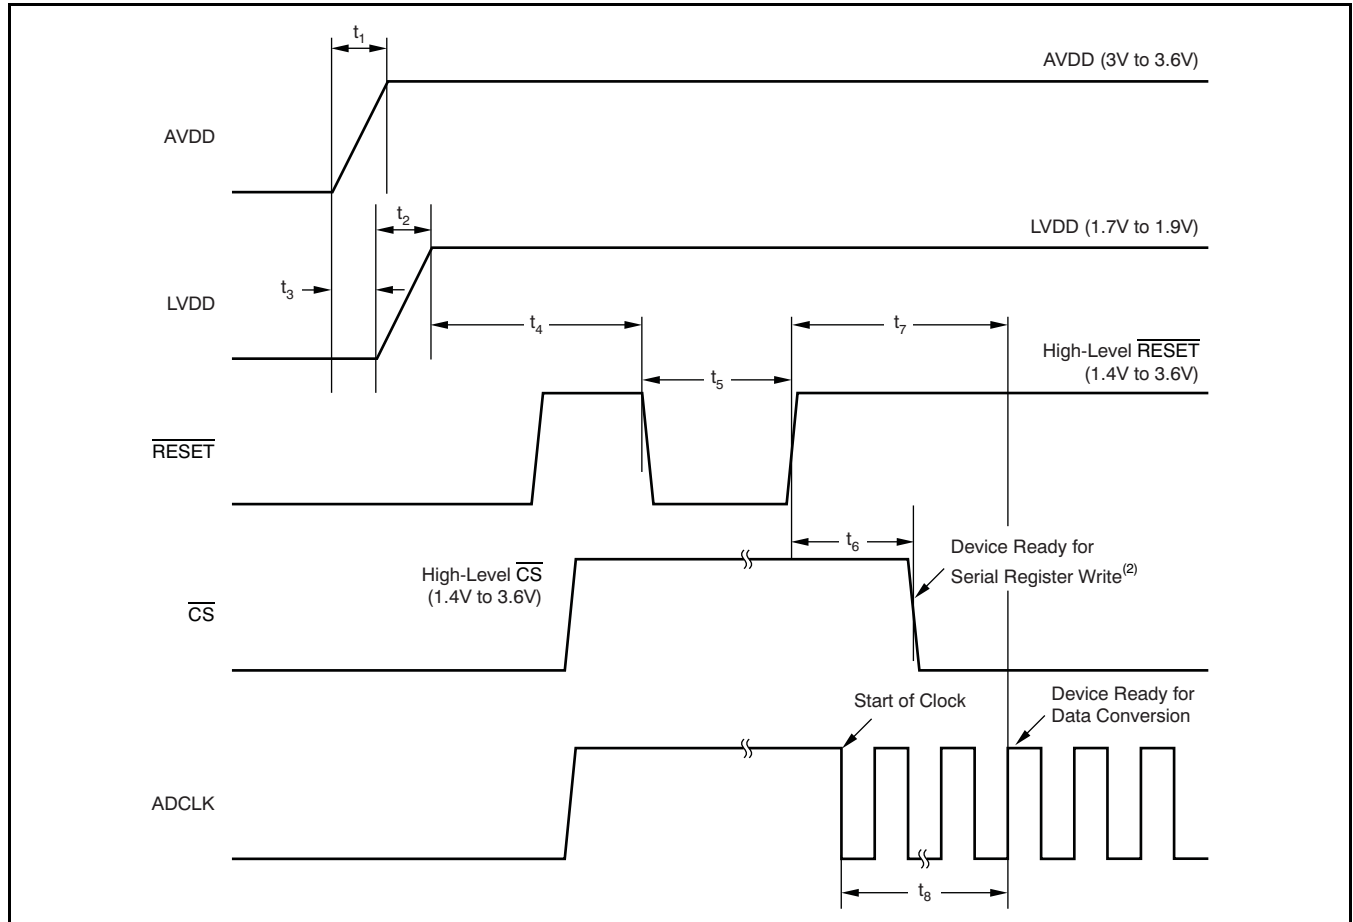 t1
AVDD (3V to 3.6V)
AVDD
t2
LVDD (1.7V to 1.9V)
t3
LVDD
t4
t7
High-Level RESET
(1.4V to 3.6V)
t5
RESET
t6
Device Ready for
Serial Register Write(2)
High-Level CS
(1.4V to 3.6V)
CS
Start of Clock
Device Ready for
Data Conversion
ADCLK
t8